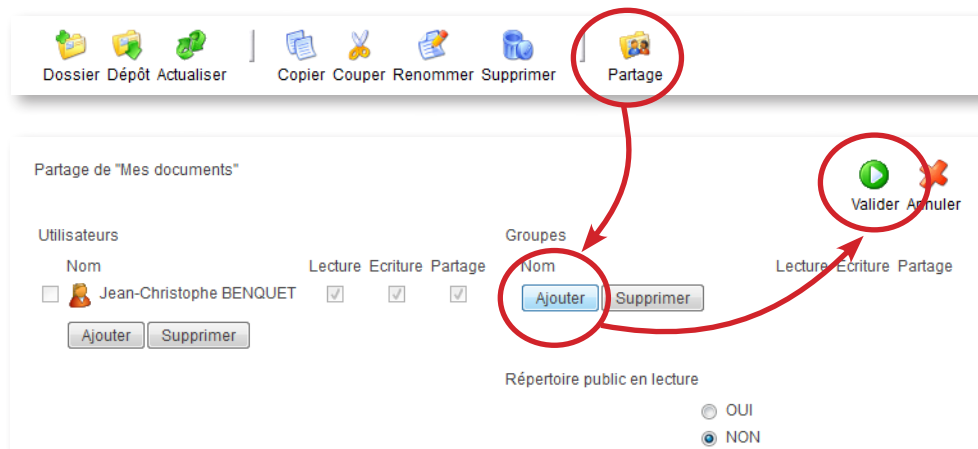 Dossier Dépôt Actualiser Copier Couper Renommer Supprimer Partage
Partage de "Mes documents"
Valider Annuler
Utilisateurs
Nom Lecture Ecriture Partage
Jean-Christophe BENQUET
Ajouter Supprimer
Groupes
Nom Lecture Ecriture Partage
Ajouter Supprimer
Répertoire public en lecture
OUI
NON